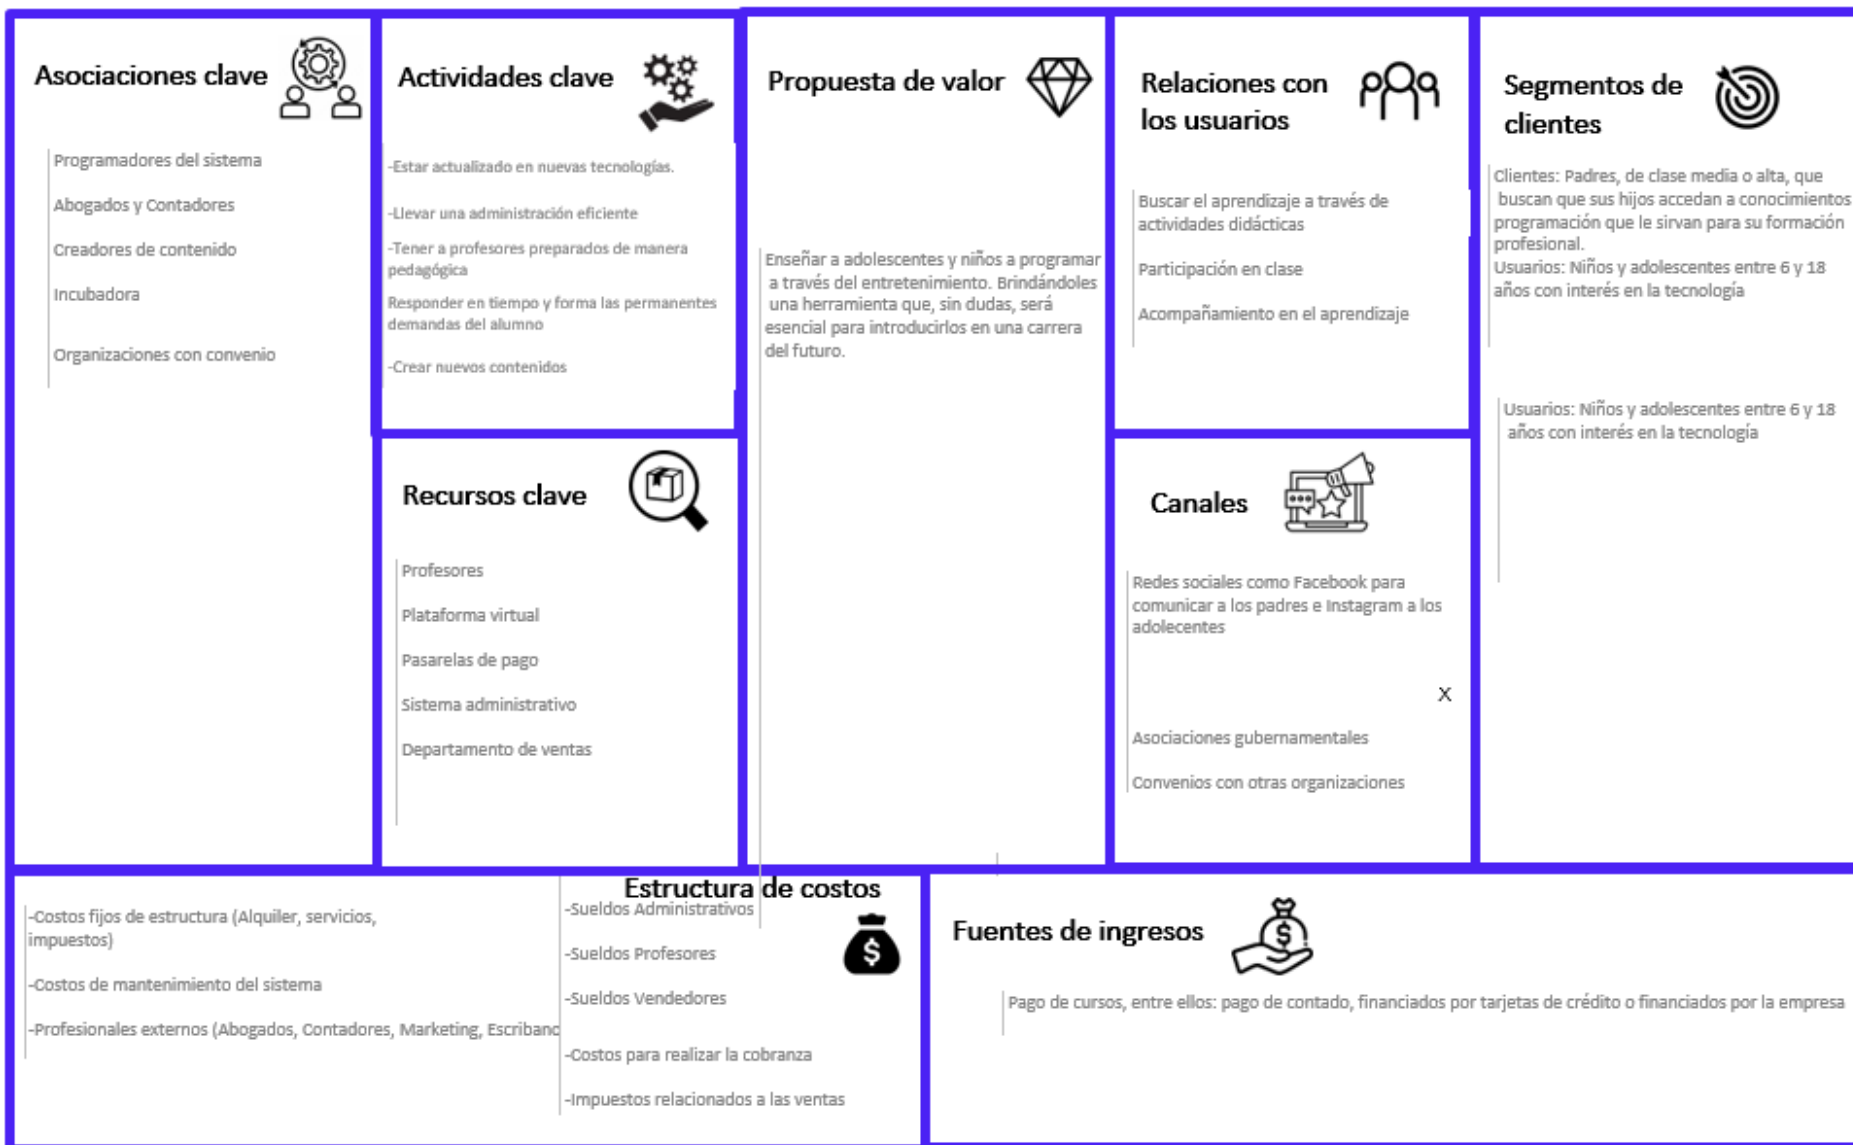 Asociaciones clave
Programadores del sistema
Abogados y Contadores
Creadores de contenido
Incubadora
Organizaciones con convenio
Actividades clave
-Estar actualizado en nuevas tecnologías.
-Llevar una administración eficiente
-Tener a profesores preparados de manera
pedagógica
Responder en tiempo y forma las permanentes
demandas del alumno
-Crear nuevos contenidos
Recursos clave
Profesores
Plataforma virtual
Pasarelas de pago
Sistema administrativo
Departamento de ventas
Propuesta de valor
Enseñar a adolescentes y niños a programar
a través del entretenimiento. Brindándoles
una herramienta que, sin dudas, será
esencial para introducirlos en una carrera
del futuro.
Relaciones con
los usuarios
Buscar el aprendizaje a través de
actividades didácticas
Participación en clase
Acompañamiento en el aprendizaje
Canales
Redes sociales como Facebook para
comunicar a los padres e Instagram a los
adolecentes
X
Asociaciones gubernamentales
Convenios con otras organizaciones
Segmentos de
clientes
Clientes: Padres, de clase media o alta, que
buscan que sus hijos accedan a conocimientos
programación que le sirvan para su formación
profesional.
Usuarios: Niños y adolescentes entre 6 y 18
años con interés en la tecnología
Usuarios: Niños y adolescentes entre 6 y 18
años con interés en la tecnología
Estructura de costos
-Costos fijos de estructura (Alquiler, servicios,
impuestos)
-Costos de mantenimiento del sistema
-Profesionales externos (Abogados, Contadores, Marketing, Escribano
-Sueldos Administrativos
-Sueldos Profesores
-Sueldos Vendedores
-Costos para realizar la cobranza
-Impuestos relacionados a las ventas
$
Fuentes de ingresos
$
Pago de cursos, entre ellos: pago de contado, financiados por tarjetas de crédito o financiados por la empresa